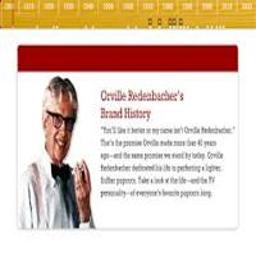 Orville Redenbacher's
Brand History
"You'll like it better or my name isn't Orville Redenbacher."
That's the promise Orville made more than 40 years
ago—and the same promise we stand by today. Orville
Redenbacher dedicated his life to perfecting a lighter,
fluffier popcorn. Take a look at the life—and the TV
personality—of everyone's favorite popcorn king.